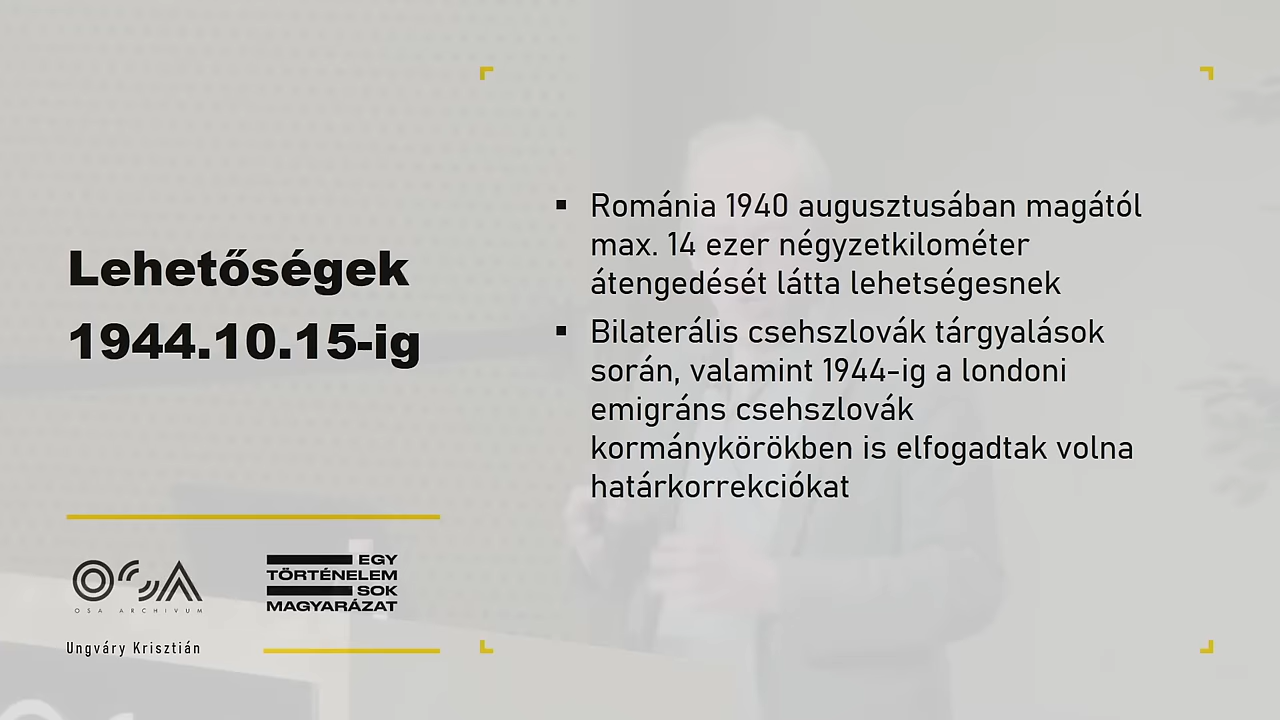 Lehetőségek
1944.10.15-ig
▪ Románia 1940 augusztusában magától
max. 14 ezer négyzetkilométer
átengedését látta lehetségesnek
▪ Bilaterális csehszlovák tárgyalások
során, valamint 1944-ig a londoni
emigráns csehszlovák
kormánykörökben is elfogadtak volna
határkorrekciókat
OSA
OSA ARCHIVUM
EGY
TÖRTÉNELEM
SOK
MAGYARÁZAT
Ungváry Krisztián